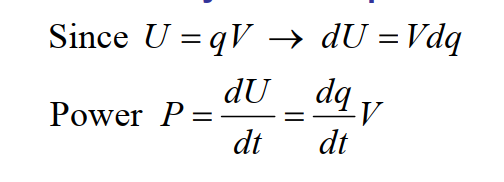 Since U = qV → dU = Vdq
Power P = dU/dt = dq/dt V